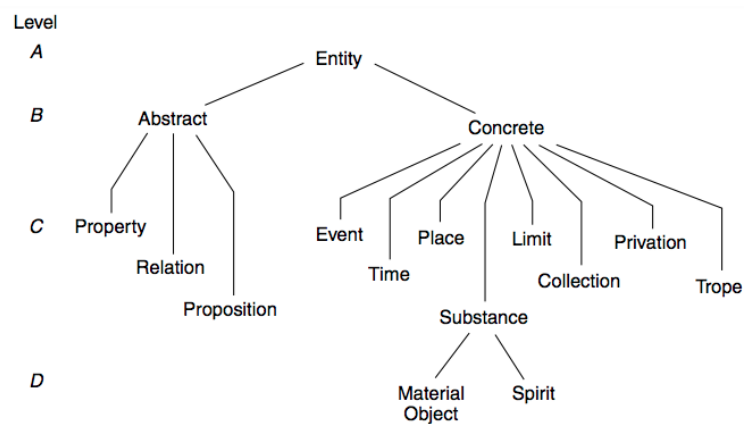 Level
A
Entity
B
Abstract
Concrete
C
Property
Event
Place
Limit
Privation
Relation
Time
Collection
Trope
Proposition
Substance
D
Material
Object
Spirit